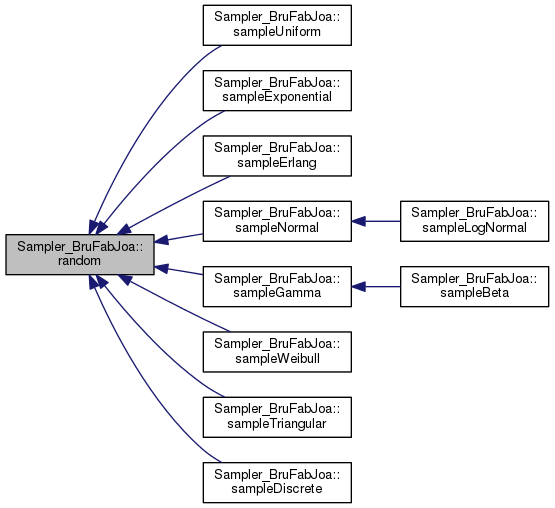 Sampler_BruFabJoa::
sampleUniform
Sampler_BruFabJoa::
sampleExponential
Sampler_BruFabJoa::
sampleErlang
Sampler_BruFabJoa::
sampleNormal
Sampler_BruFabJoa::
sampleLogNormal
Sampler_BruFabJoa::
random
Sampler_BruFabJoa::
sampleGamma
Sampler_BruFabJoa::
sampleBeta
Sampler_BruFabJoa::
sampleWeibull
Sampler_BruFabJoa::
sampleTriangular
Sampler_BruFabJoa::
sampleDiscrete